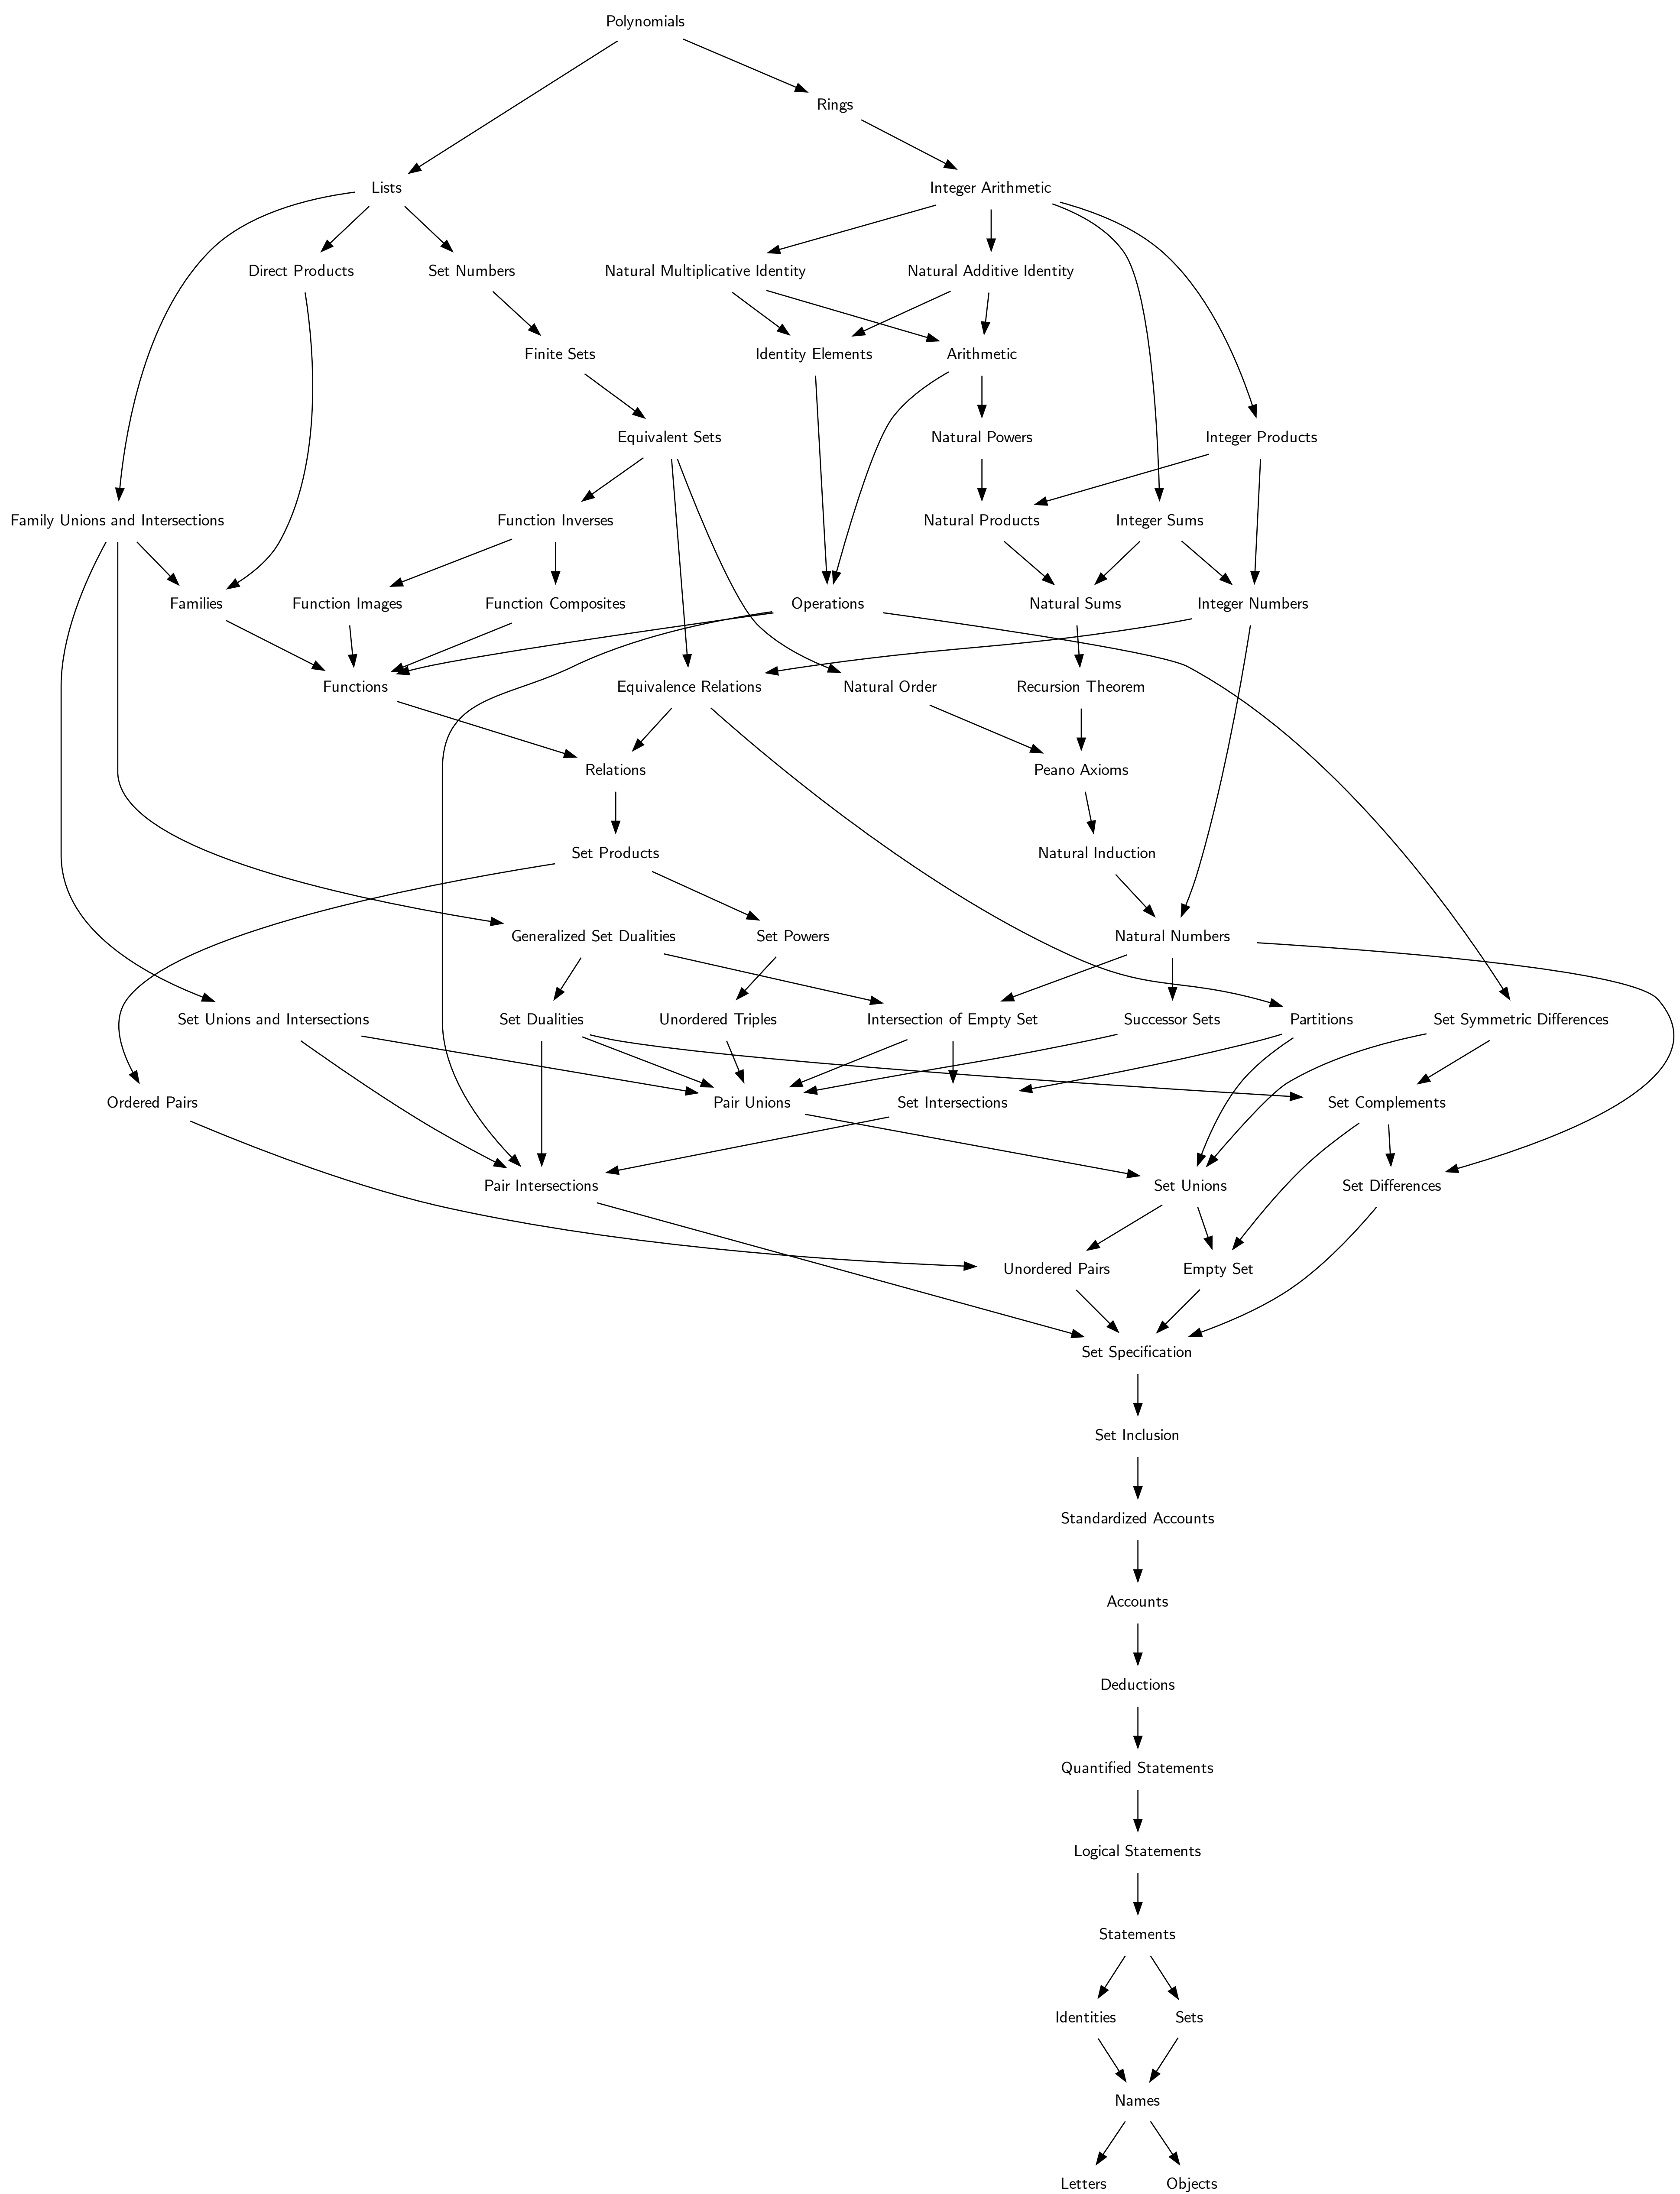 Polynomials
Rings
Lists
Integer Arithmetic
Direct Products
Set Numbers
Natural Multiplicative Identity
Natural Additive Identity
Finite Sets
Identity Elements
Arithmetic
Equivalent Sets
Natural Powers
Integer Products
Family Unions and Intersections
Function Inverses
Natural Products
Integer Sums
Families
Function Images
Function Composites
Operations
Natural Sums
Integer Numbers
Functions
Equivalence Relations
Natural Order
Recursion Theorem
Relations
Peano Axioms
Set Products
Natural Induction
Generalized Set Dualities
Set Powers
Natural Numbers
Set Unions and Intersections
Set Dualities
Unordered Triples
Intersection of Empty Set
Successor Sets
Partitions
Set Symmetric Differences
Ordered Pairs
Pair Unions
Set Intersections
Set Complements
Pair Intersections
Set Unions
Set Differences
Unordered Pairs
Empty Set
Set Specification
Set Inclusion
Standardized Accounts
Accounts
Deductions
Quantified Statements
Logical Statements
Statements
Identities
Sets
Names
Letters
Objects